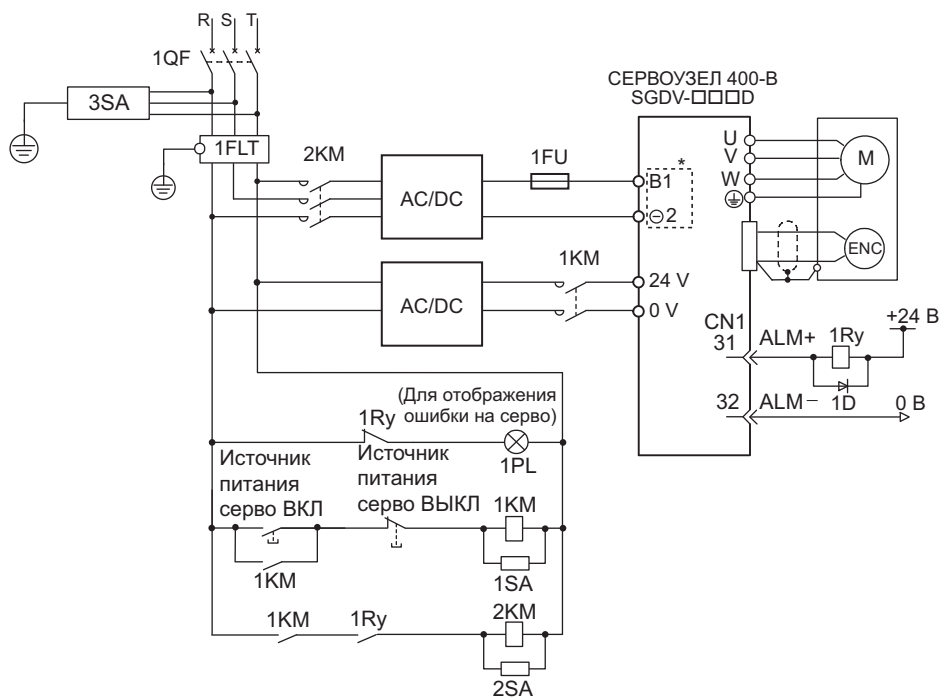 R S T
1QF
3SA
1FLT
2KM
AC/DC
1FU
СЕРВОУЗЕЛ 400-В
SGDV-□□□D
*
B1
⊖2
U
V
W
M
ENC
AC/DC
1KM
24 V
0 V
CN1
31
ALM+
1Ry
+24 В
1D
32
ALM−
0 В
(Для отображения
ошибки на серво)
1Ry
1PL
Источник
питания
серво ВКЛ
Источник
питания
серво ВЫКЛ
1KM
1KM
1SA
1KM
1Ry
2KM
2SA